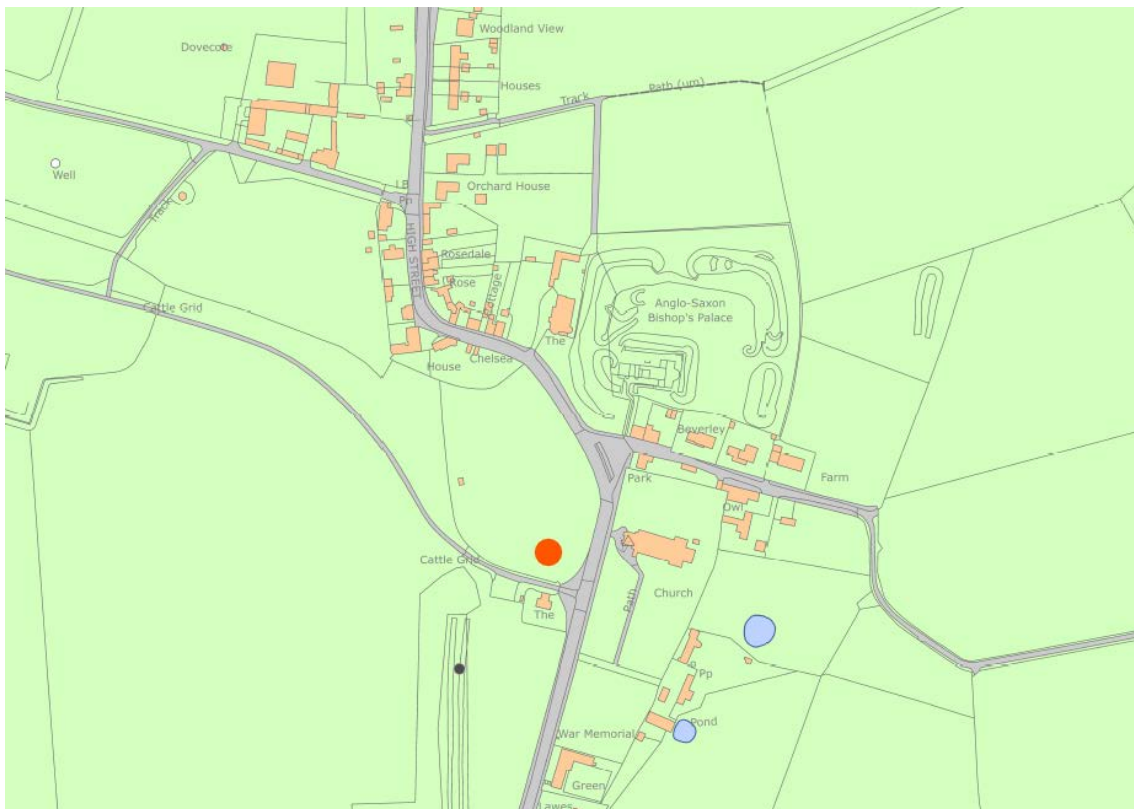 Woodland View
Dovecote
Houses
Path (um)
Track
Well
LB
Pp
Orchard House
Track
HIGH STREET
Rosedale
Rose
Cottage
Cattle Grid
Anglo-Saxon
Bishop's Palace
The
Chelsea
House
Beverley
Park
Farm
Owl
Cattle Grid
Path
Church
The
Pp
Pond
War Memorial
Green
Lawes